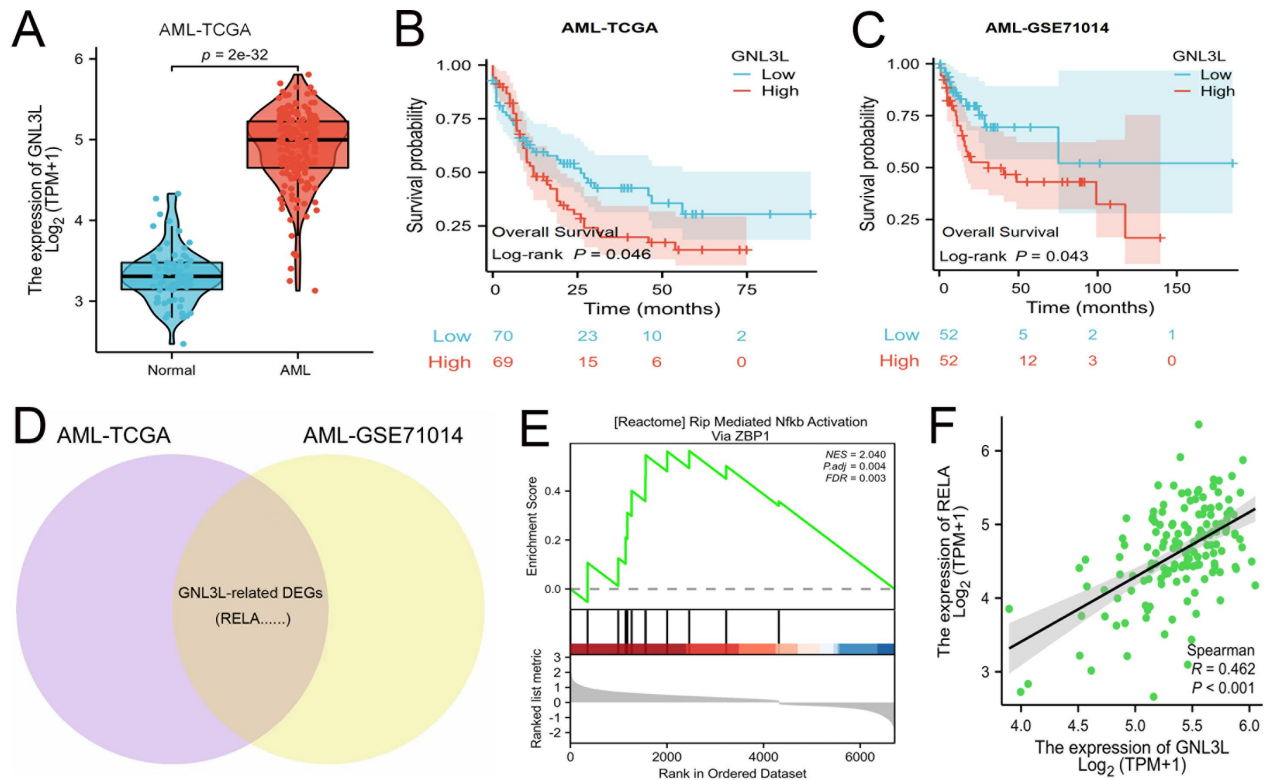 A
AML-TCGA
p = 2e-32
The expression of GNL3L
Log2 (TPM+1)
6
5
4
3
Normal
AML
B
AML-TCGA
GNL3L
Low
High
Survival probability
1.00
0.75
0.50
0.25
Overall Survival
Log-rank P = 0.046
0
25
50
75
Time (months)
Low 70 23 10 2
High 69 15 6 0
C
AML-GSE71014
GNL3L
Low
High
Survival probability
1.00
0.75
0.50
0.25
Overall Survival
Log-rank P = 0.043
0
50
100
150
Time (months)
Low 52 5 2 1
High 52 12 3 0
D
AML-TCGA
AML-GSE71014
GNL3L-related DEGs
(RELA......)
E
[Reactome] Rip Mediated Nfkb Activation
Via ZBP1
NES = 2.040
P.adj = 0.004
FDR = 0.003
Enrichment Score
0.4
0.2
0.0
Ranked list metric
3
2
1
0
-1
-2
0
2000
4000
6000
Rank in Ordered Dataset
F
The expression of RELA
Log2 (TPM+1)
6
5
4
3
Spearman
R = 0.462
P < 0.001
4.0
4.5
5.0
5.5
6.0
The expression of GNL3L
Log2 (TPM+1)